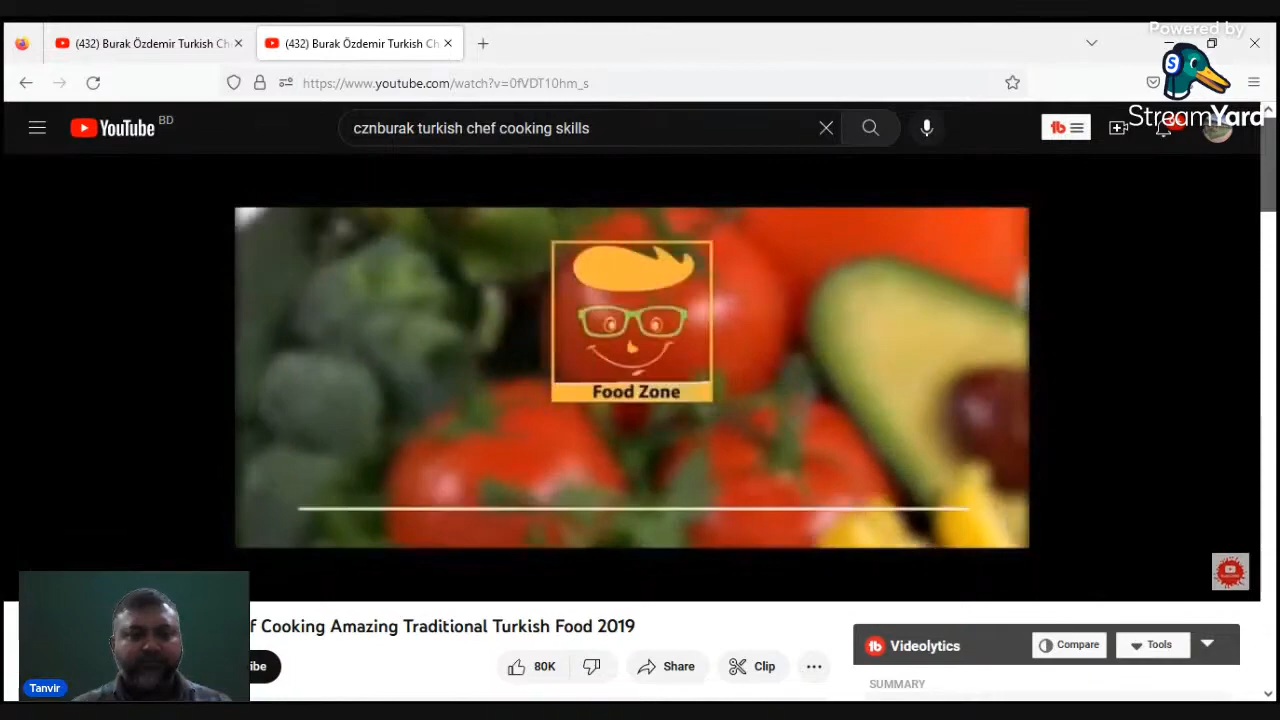 Powered by
StreamYard
(432) Burak Özdemir Turkish Ch
(432) Burak Özdemir Turkish Ch
https://www.youtube.com/watch?v=0fVDT10hm_s
YouTube BD
cznburak turkish chef cooking skills
Food Zone
f Cooking Amazing Traditional Turkish Food 2019
be
80K
Share
Clip
Videolytics
Compare
Tools
SUMMARY
Tanvir